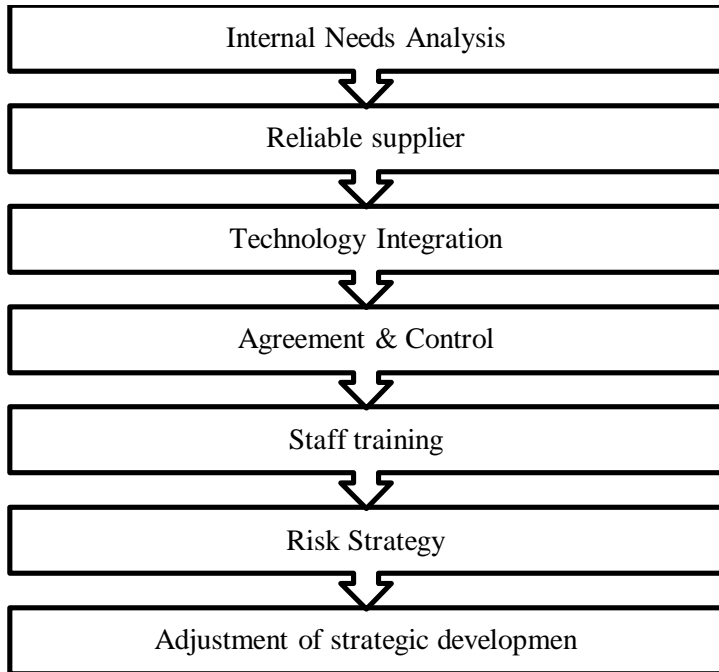 Internal Needs Analysis
Reliable supplier
Technology Integration
Agreement & Control
Staff training
Risk Strategy
Adjustment of strategic developmen